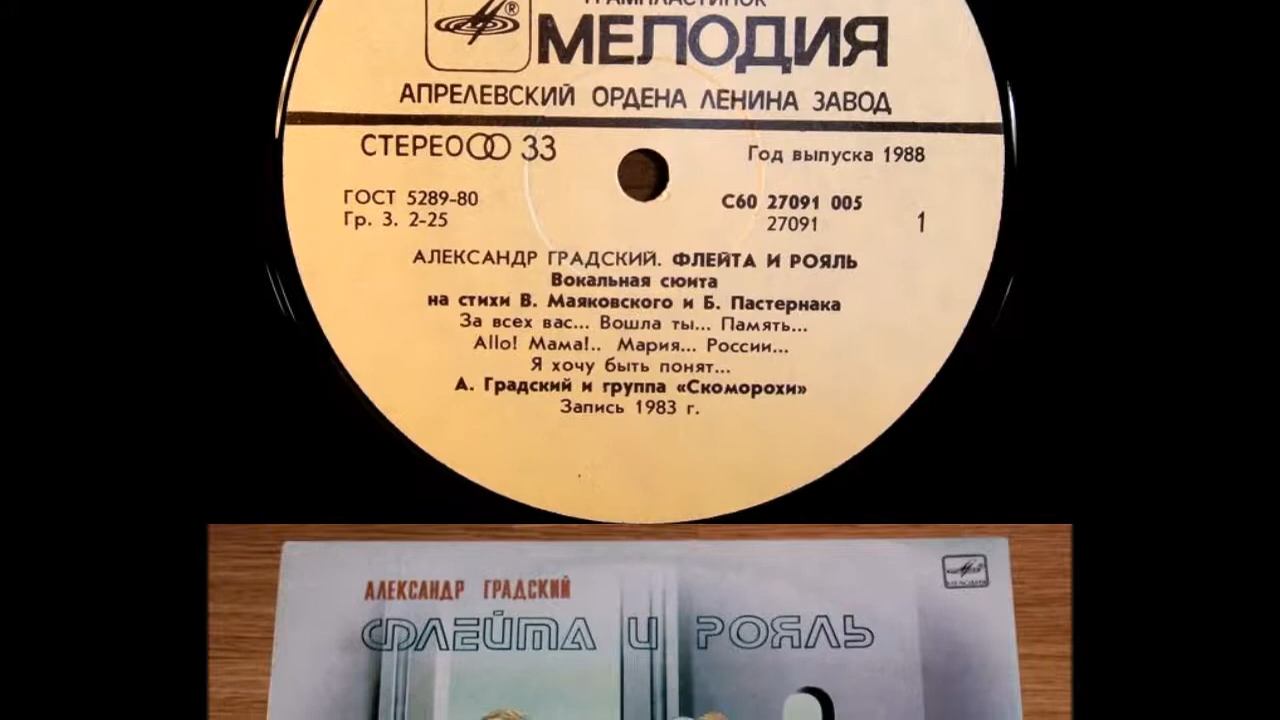 ГРАМПЛАСТИНОК
®
МЕЛОДИЯ
АПРЕЛЕВСКИЙ ОРДЕНА ЛЕНИНА ЗАВОД
СТЕРЕО 33
Год выпуска 1988
ГОСТ 5289-80
Гр. 3. 2-25
С60 27091 005
27091
1
АЛЕКСАНДР ГРАДСКИЙ. ФЛЕЙТА И РОЯЛЬ
Вокальная сюита
на стихи В. Маяковского и Б. Пастернака
За всех вас... Вошла ты... Память...
Allo! Мама!.. Мария... России...
Я хочу быть понят...
А. Градский и группа «Скоморохи»
Запись 1983 г.
АЛЕКСАНДР ГРАДСКИЙ
ФЛЕЙТА И РОЯЛЬ
МЕЛОДИЯ